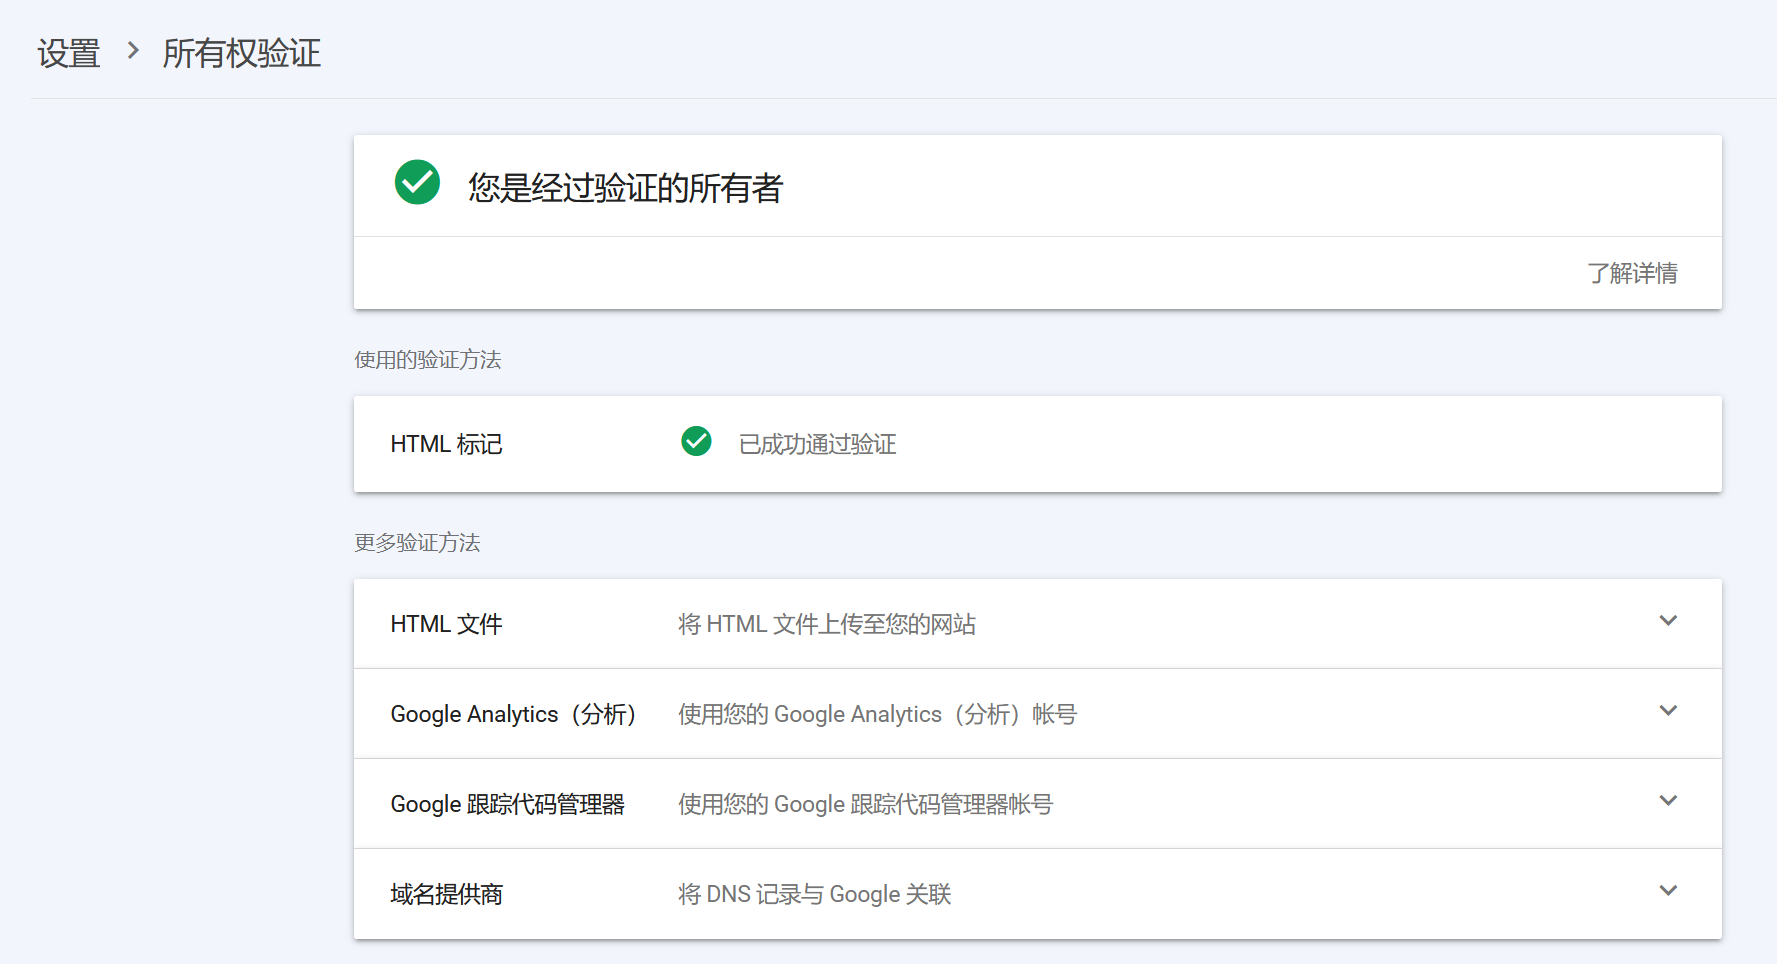 设置 > 所有权验证
您是经过验证的所有者
了解详情
使用的验证方法
HTML 标记 已成功通过验证
更多验证方法
HTML 文件 将 HTML 文件上传至您的网站
Google Analytics（分析） 使用您的 Google Analytics（分析）帐号
Google 跟踪代码管理器 使用您的 Google 跟踪代码管理器帐号
域名提供商 将 DNS 记录与 Google 关联